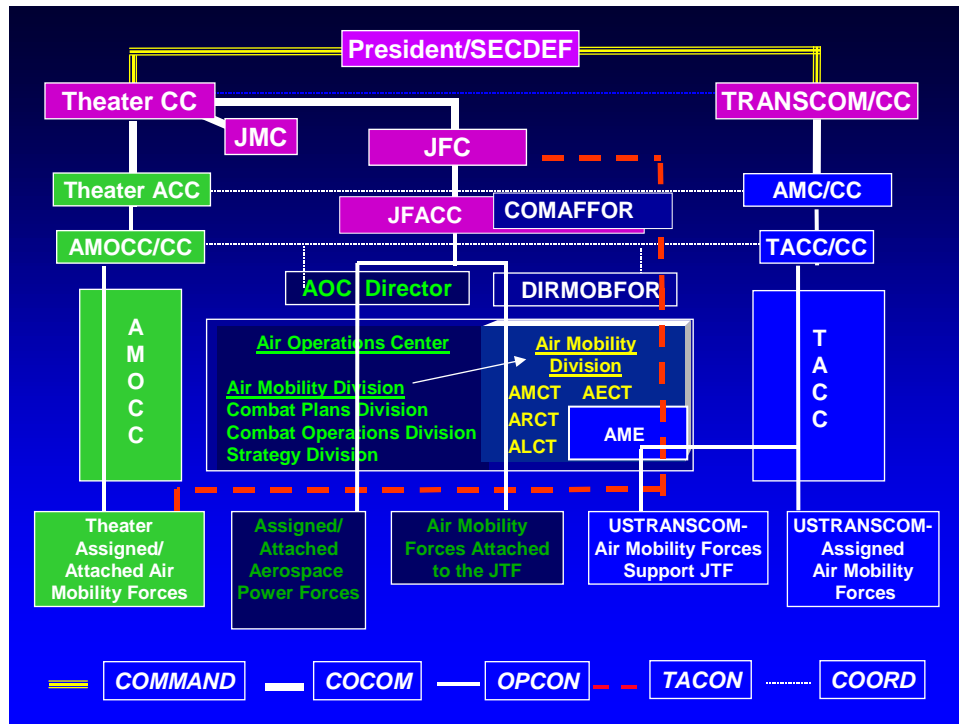 President/SECDEF
Theater CC
TRANSCOM/CC
JMC
JFC
Theater ACC
AMC/CC
JFACC
COMAFFOR
AMOCC/CC
TACC/CC
AOC Director
DIRMOBFOR
A
M
O
C
C
Air Operations Center
Air Mobility Division
Combat Plans Division
Combat Operations Division
Strategy Division
Air Mobility
Division
AMCT AECT
ARCT
ALCT
AME
T
A
C
C
Theater
Assigned/
Attached Air
Mobility Forces
Assigned/
Attached
Aerospace
Power Forces
Air Mobility
Forces Attached
to the JTF
USTRANSCOM-
Air Mobility Forces
Support JTF
USTRANSCOM-
Assigned
Air Mobility
Forces
COMMAND
COCOM
OPCON
TACON
COORD